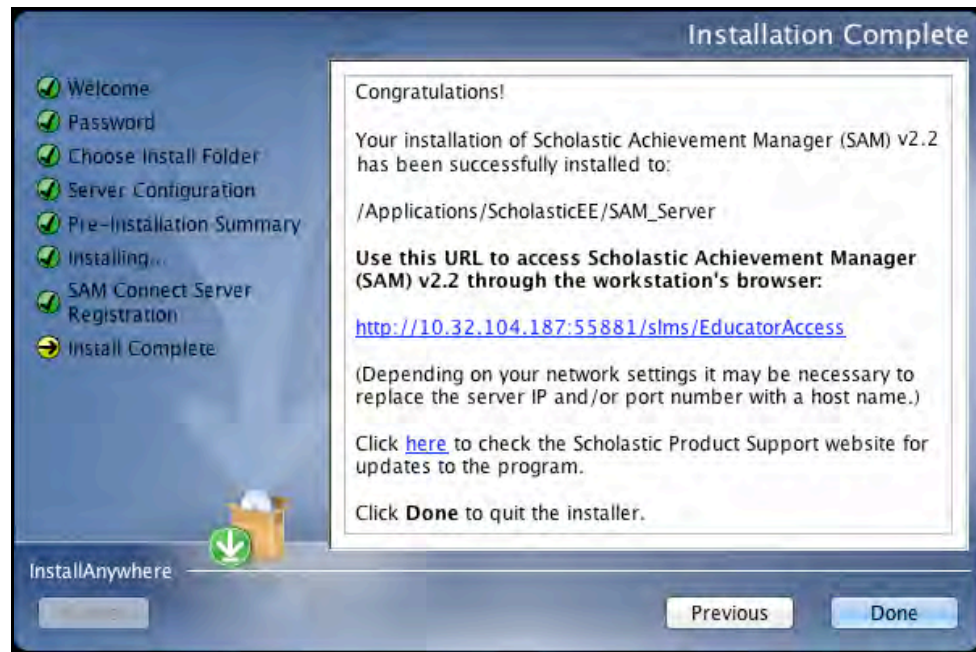 Installation Complete
Welcome
Password
Choose Install Folder
Server Configuration
Pre-Installation Summary
Installing...
SAM Connect Server
Registration
Install Complete
Congratulations!
Your installation of Scholastic Achievement Manager (SAM) v2.2
has been successfully installed to:
/Applications/ScholasticEE/SAM_Server
Use this URL to access Scholastic Achievement Manager
(SAM) v2.2 through the workstation's browser:
http://10.32.104.187:55881/slms/EducatorAccess
(Depending on your network settings it may be necessary to
replace the server IP and/or port number with a host name.)
Click here to check the Scholastic Product Support website for
updates to the program.
Click Done to quit the installer.
InstallAnywhere
Previous
Done